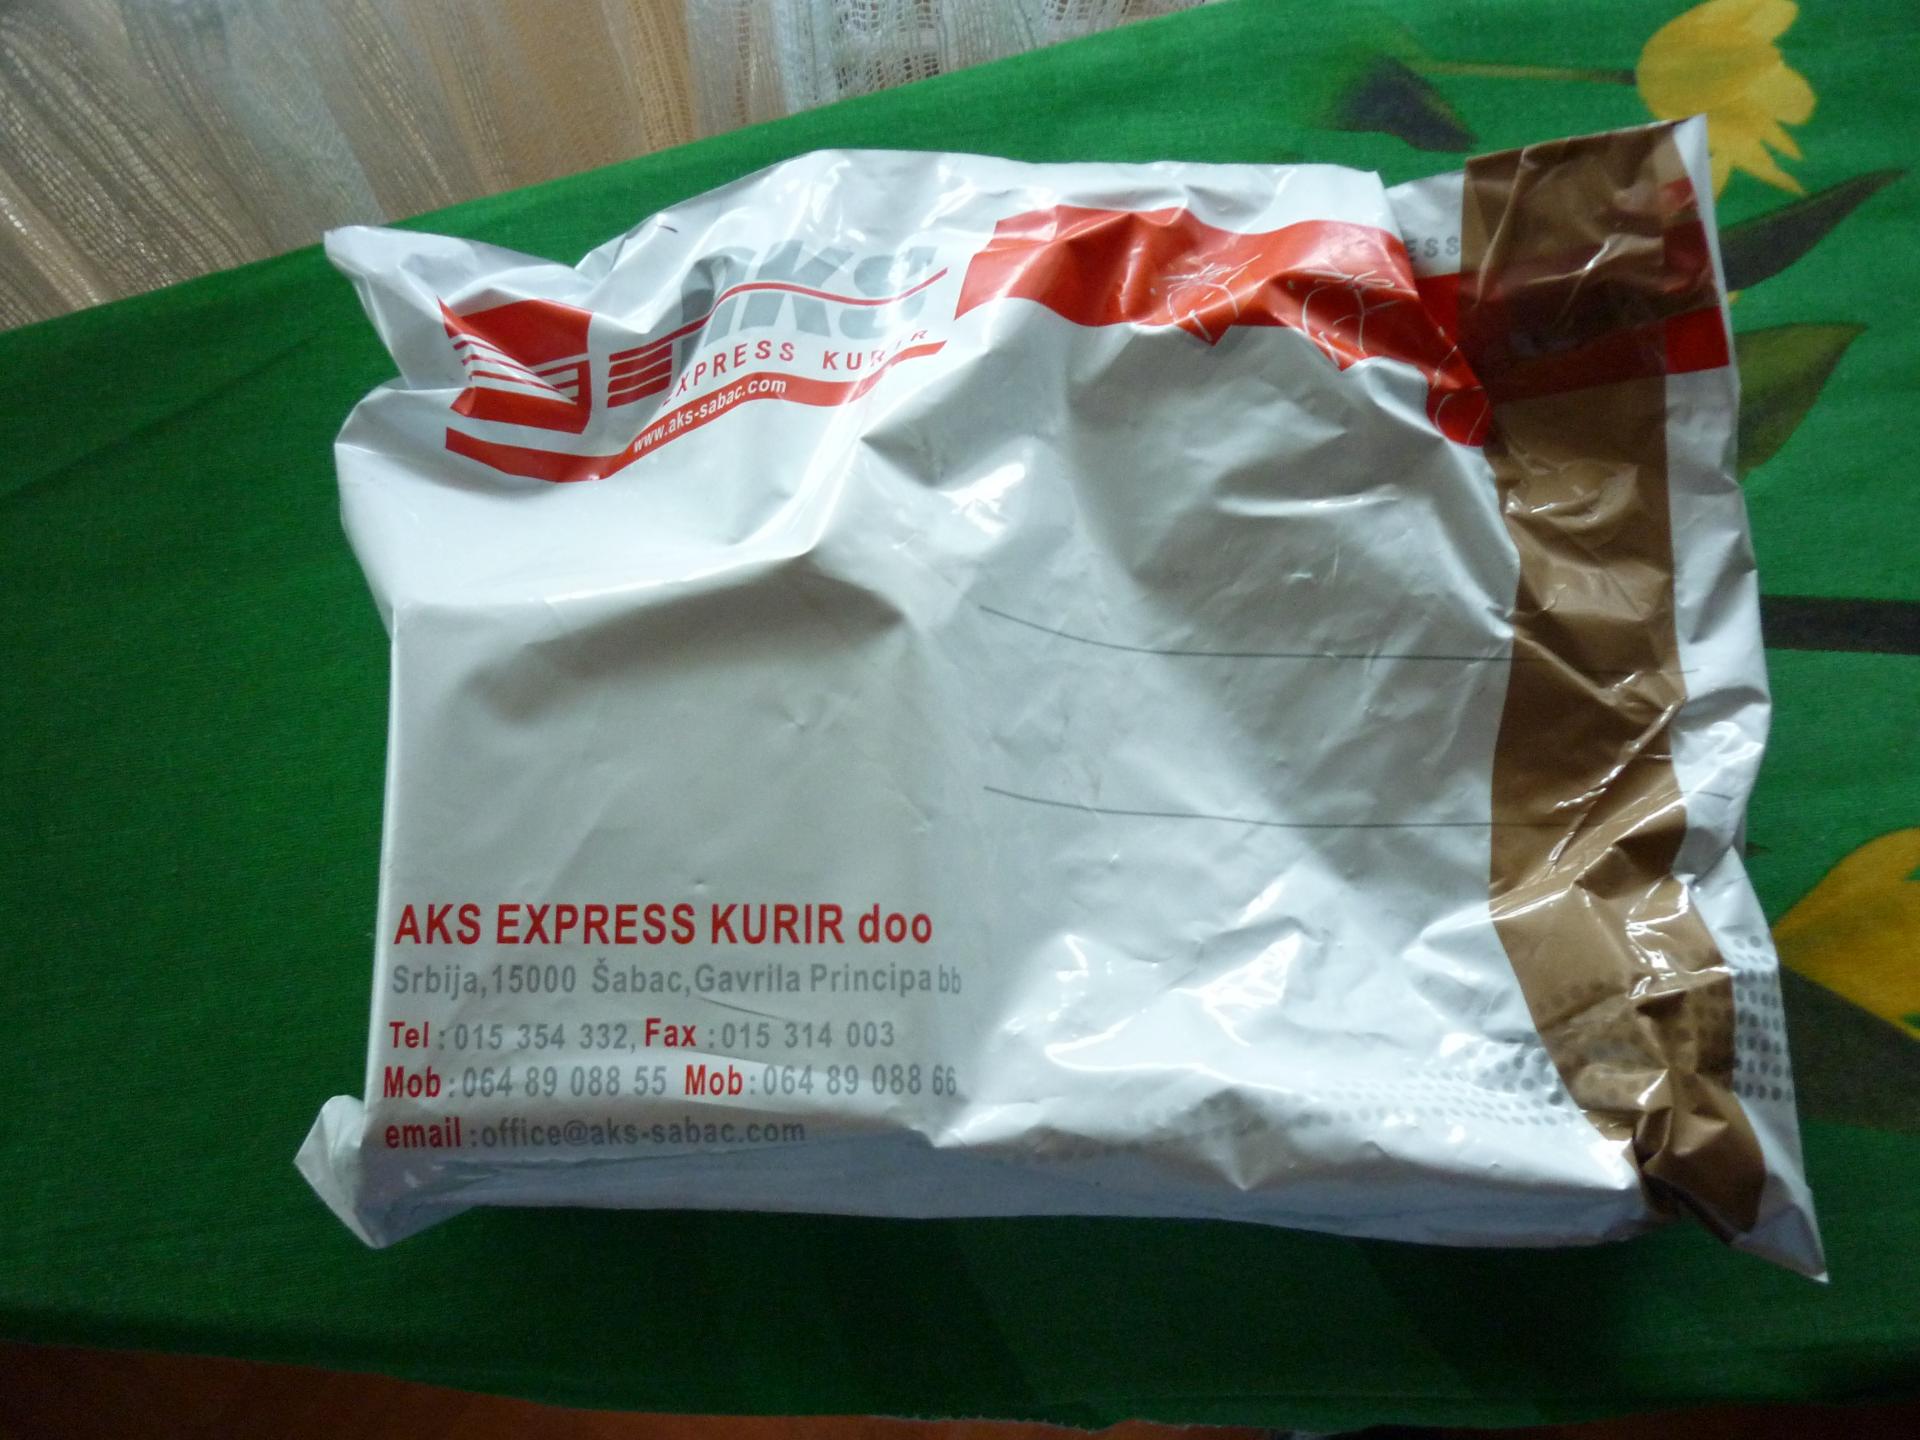 aks
EXPRESS KURIR
www.aks-sabac.com
ESS
AKS EXPRESS KURIR doo
Srbija,15000 Šabac,Gavrila Principa bb
Tel:015 354 332, Fax:015 314 003
Mob:064 89 088 55 Mob:064 89 088 66
email:office@aks-sabac.com